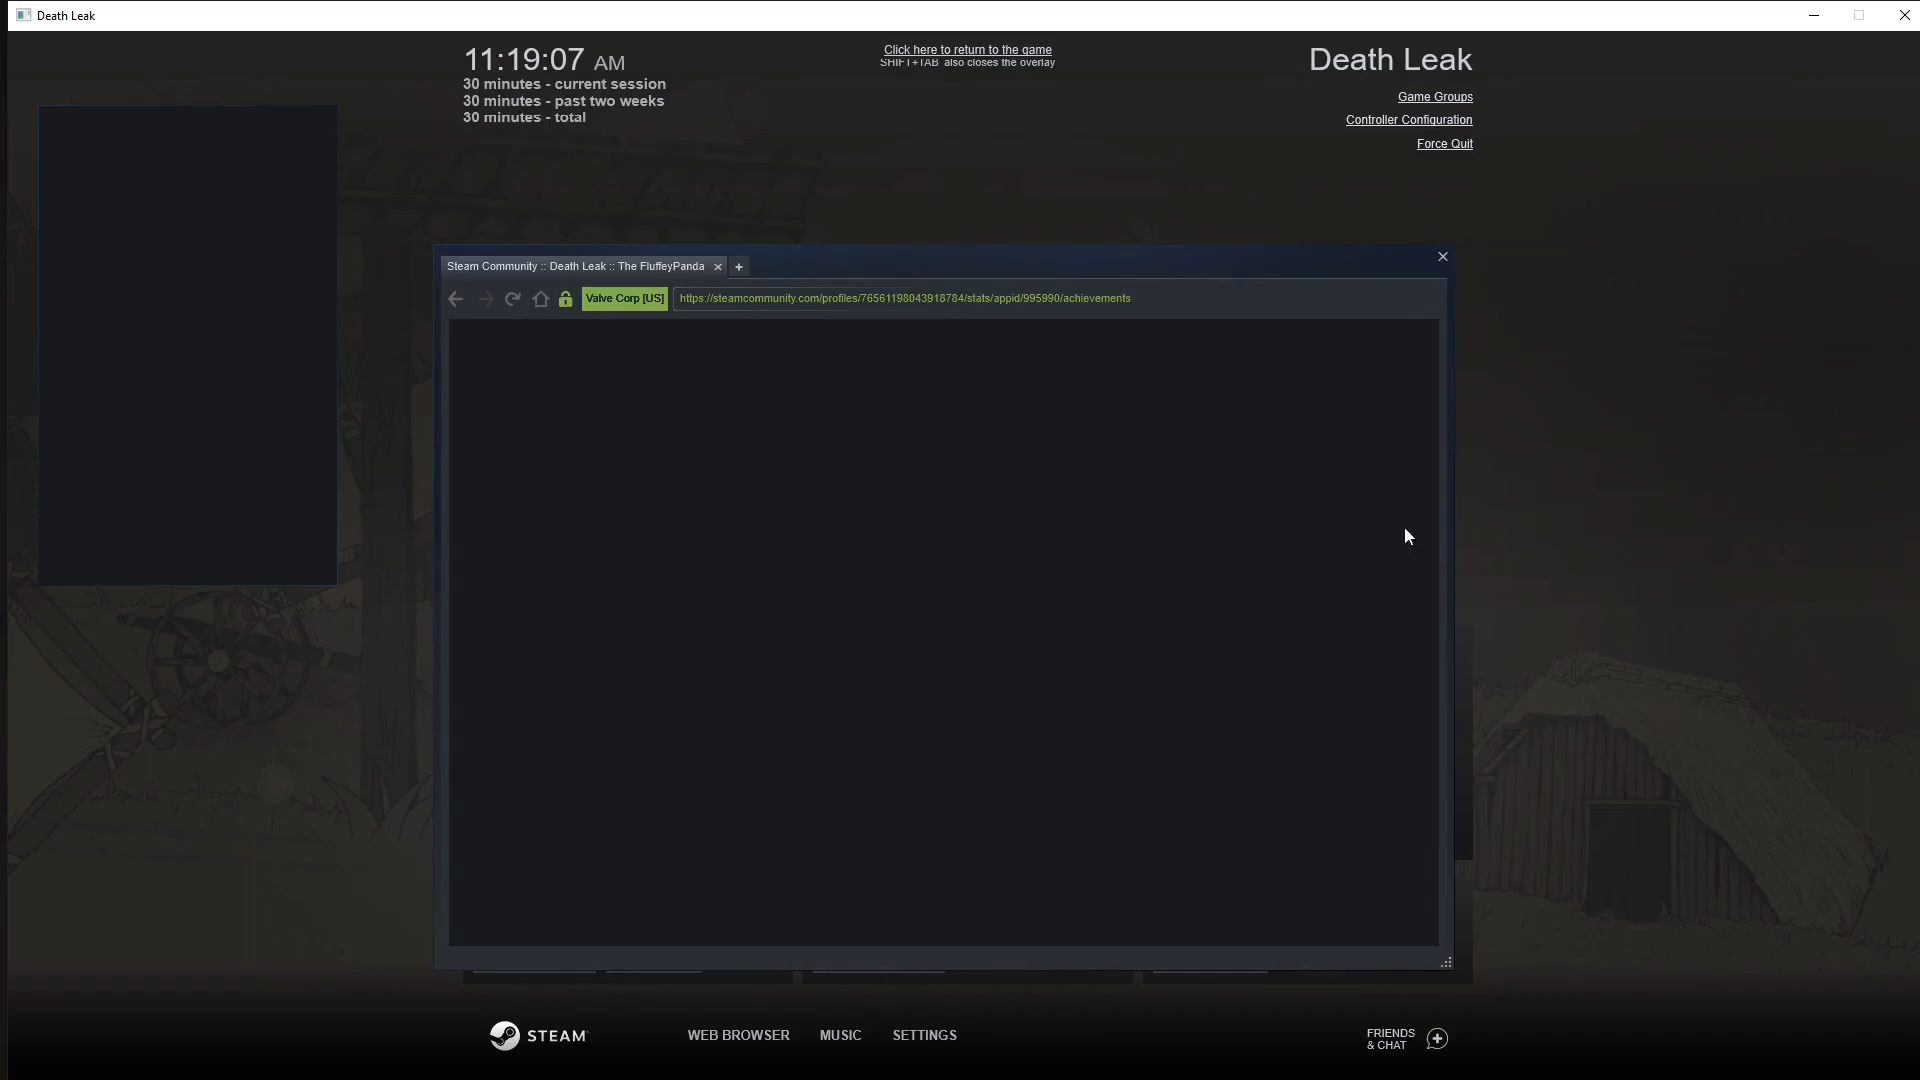 Death Leak
11:19:07 AM
30 minutes - current session
30 minutes - past two weeks
30 minutes - total
Click here to return to the game
SHIFT+TAB also closes the overlay
Death Leak
Game Groups
Controller Configuration
Force Quit
Steam Community :: Death Leak :: The FluffeyPanda
Valve Corp [US]
https://steamcommunity.com/profiles/76561198043918784/stats/appid/995990/achievements
STEAM
WEB BROWSER
MUSIC
SETTINGS
FRIENDS
& CHAT